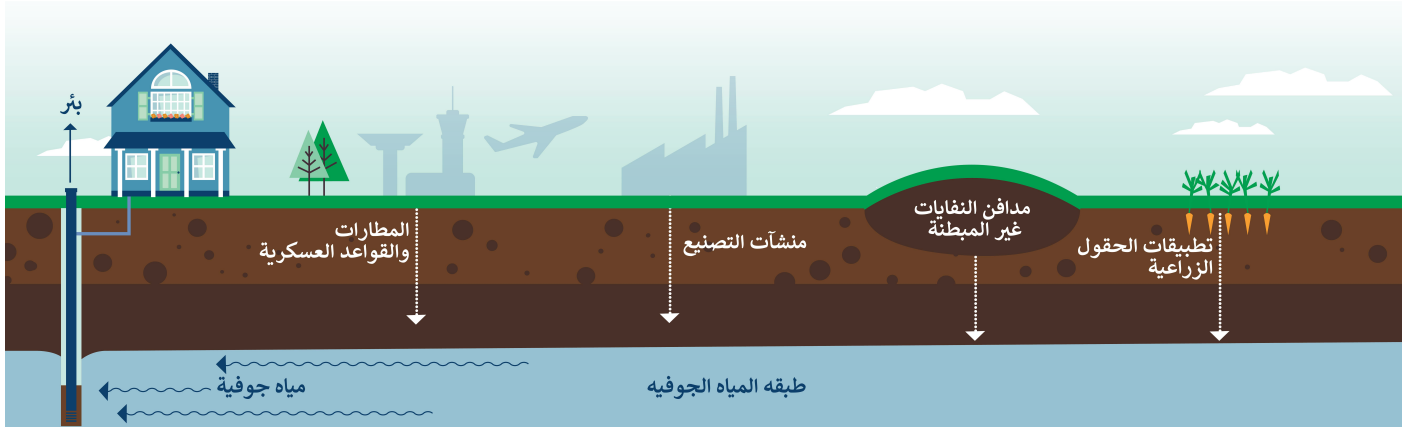 بئر
المطارات
والقواعد العسكرية
منشآت التصنيع
مدافن النفايات
غير المبطنة
تطبيقات الحقول
الزراعية
مياه جوفية
طبقه المياه الجوفيه